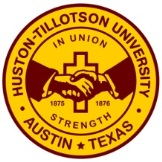 HUSTON-TILLOTSON UNIVERSITY
IN UNION
1875 1876
STRENGTH
AUSTIN ★ TEXAS